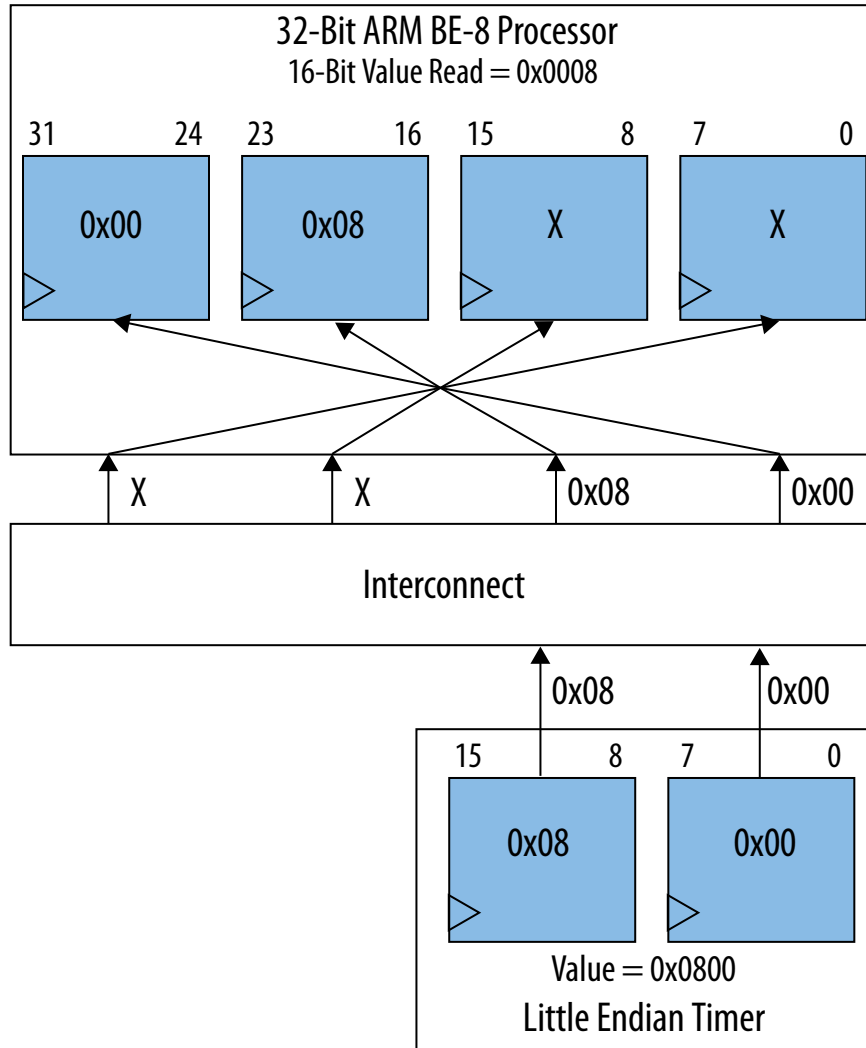 32-Bit ARM BE-8 Processor
16-Bit Value Read = 0x0008
31 24 23 16 15 8 7 0
0x00 0x08 X X
X X 0x08 0x00
Interconnect
0x08 0x00
15 8 7 0
0x08 0x00
Value = 0x0800
Little Endian Timer